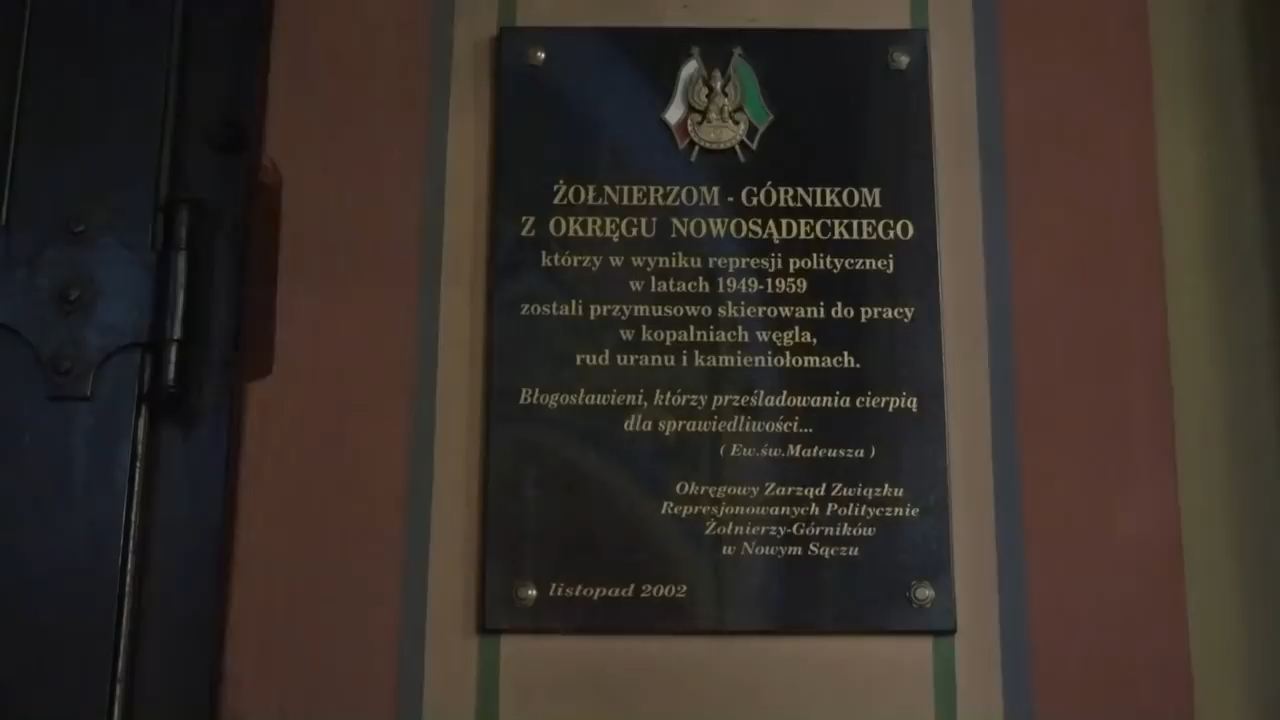 ŻOŁNIERZOM - GÓRNIKOM
Z OKRĘGU NOWOSĄDECKIEGO
którzy w wyniku represji politycznej
w latach 1949-1959
zostali przymusowo skierowani do pracy
w kopalniach węgla,
rud uranu i kamieniołomach.
Błogosławieni, którzy prześladowania cierpią
dla sprawiedliwości...
( Ew.św.Mateusza )
Okręgowy Zarząd Związku
Represjonowanych Politycznie
Żołnierzy-Górników
w Nowym Sączu
listopad 2002